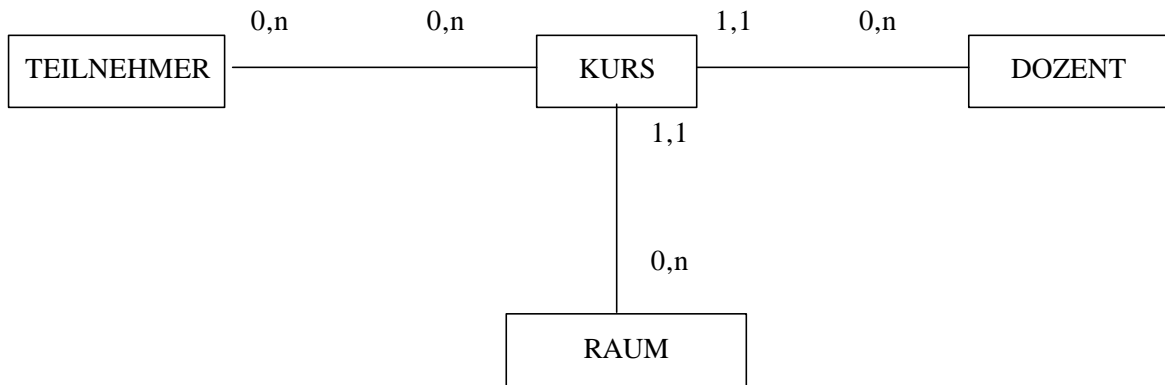 0,n 0,n 1,1 0,n
TEILNEHMER KURS DOZENT
1,1
0,n
RAUM